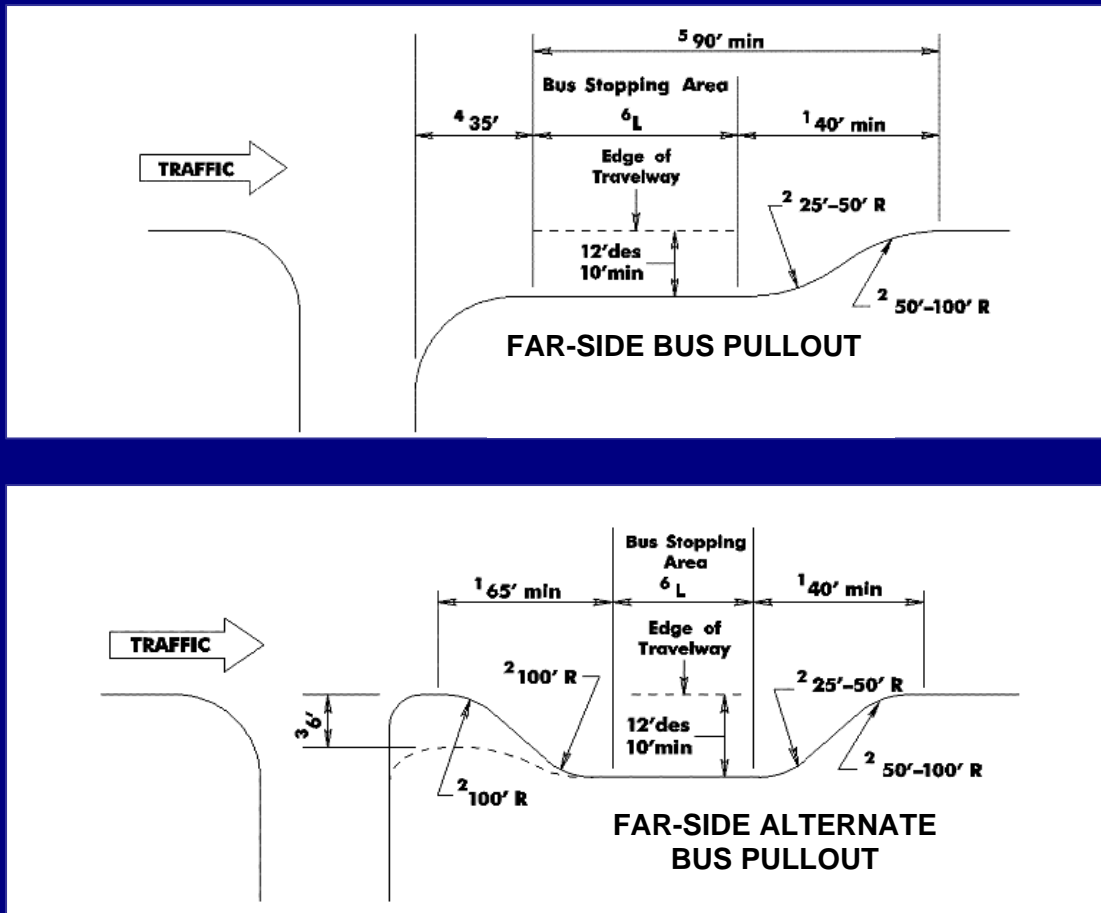 ⁵ 90' min
Bus Stopping Area
⁴ 35'
⁶L
¹ 40' min
TRAFFIC
Edge of
Travelway
² 25'-50' R
12'des
10'min
² 50'-100' R
FAR-SIDE BUS PULLOUT
Bus Stopping
Area
¹ 65' min
⁶ L
¹ 40' min
TRAFFIC
Edge of
Travelway
² 100' R
² 25'-50' R
³6'
12'des
10'min
² 50'-100' R
² 100' R
FAR-SIDE ALTERNATE
BUS PULLOUT